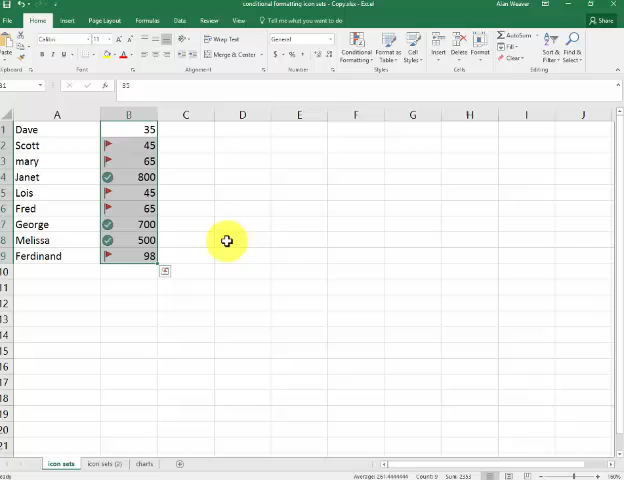 conditional formatting icon sets - Copy.xlsx - Excel
Alan Weaver
Home Insert Page Layout Formulas Data Review View Tell me what you want to do Share
Calibri 11 Wrap Text General AutoSum
B I U Merge & Center Fill Clear
Conditional Formatting Format as Table Cell Styles Insert Delete Format Sort & Filter Find & Select
Clipboard Font Alignment Number Styles Cells Editing
B1 fx 35
A B C D E F G H I J
1 Dave 35
2 Scott 45
3 mary 65
4 Janet 800
5 Lois 45
6 Fred 65
7 George 700
8 Melissa 500
9 Ferdinand 98
10
11
12
13
14
15
16
17
18
19
20
21
icon sets icon sets (2) charts
Average: 261.4444444 Count: 9 Sum: 2353 160%